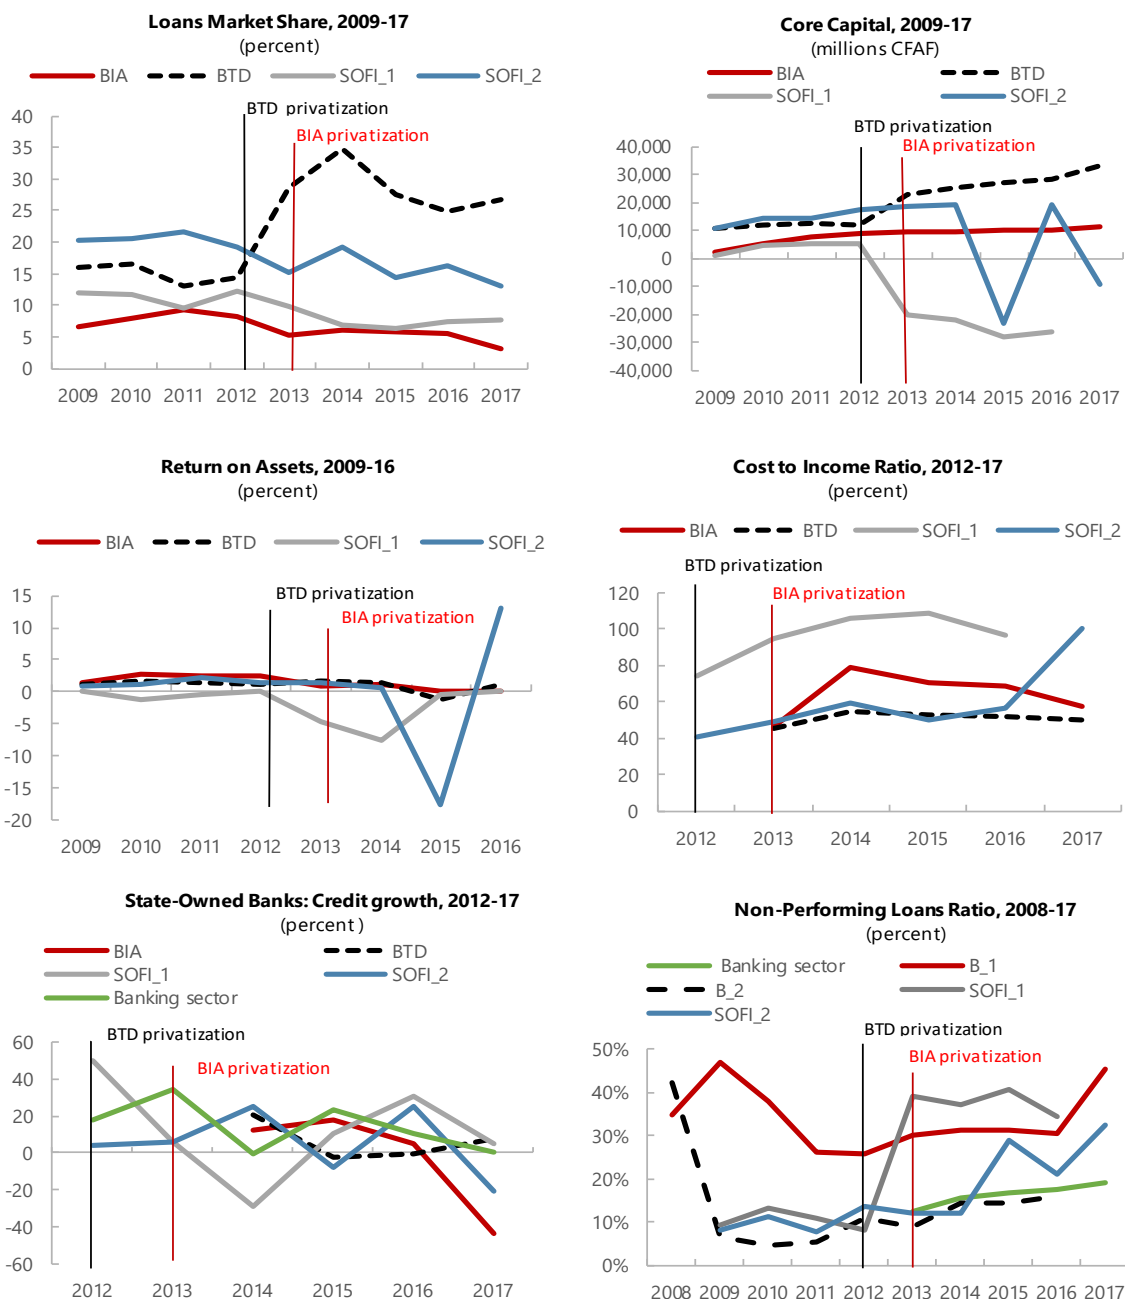 Loans Market Share, 2009-17
(percent)
BIA BTD SOFI_1 SOFI_2
BTD privatization
BIA privatization
40
35
30
25
20
15
10
5
0
2009 2010 2011 2012 2013 2014 2015 2016 2017
Core Capital, 2009-17
(millions CFAF)
BIA BTD
SOFI_1 SOFI_2
BTD privatization
BIA privatization
40,000
30,000
20,000
10,000
0
-10,000
-20,000
-30,000
-40,000
2009 2010 2011 2012 2013 2014 2015 2016 2017
Return on Assets, 2009-16
(percent)
BIA BTD SOFI_1 SOFI_2
BTD privatization
BIA privatization
15
10
5
0
-5
-10
-15
-20
2009 2010 2011 2012 2013 2014 2015 2016
Cost to Income Ratio, 2012-17
(percent)
BIA BTD SOFI_1 SOFI_2
BTD privatization
BIA privatization
120
100
80
60
40
20
0
2012 2013 2014 2015 2016 2017
State-Owned Banks: Credit growth, 2012-17
(percent )
BIA BTD
SOFI_1 SOFI_2
Banking sector
BTD privatization
BIA privatization
60
40
20
0
-20
-40
-60
2012 2013 2014 2015 2016 2017
Non-Performing Loans Ratio, 2008-17
(percent)
Banking sector B_1
B_2 SOFI_1
SOFI_2
BTD privatization
BIA privatization
50%
40%
30%
20%
10%
0%
2008 2009 2010 2011 2012 2013 2014 2015 2016 2017